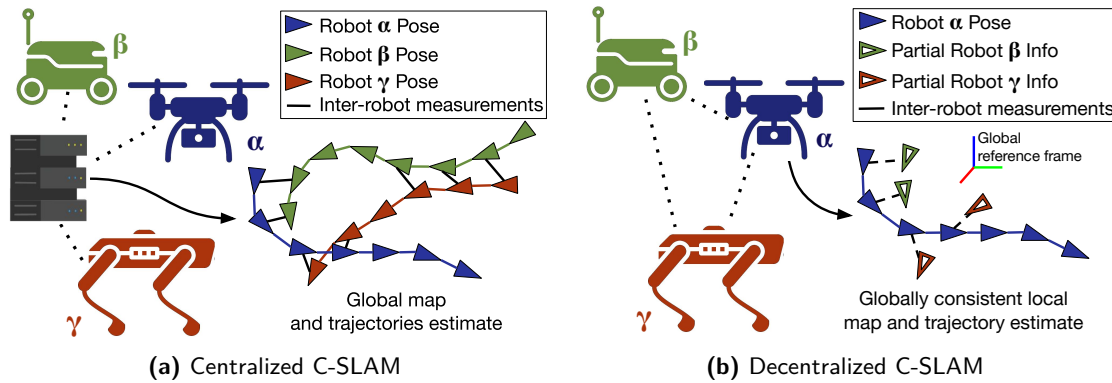 β
α
γ
Robot α Pose
Robot β Pose
Robot γ Pose
Inter-robot measurements
Global map
and trajectories estimate
(a) Centralized C-SLAM
β
α
γ
Robot α Pose
Partial Robot β Info
Partial Robot γ Info
Inter-robot measurements
Global
reference frame
Globally consistent local
map and trajectory estimate
(b) Decentralized C-SLAM